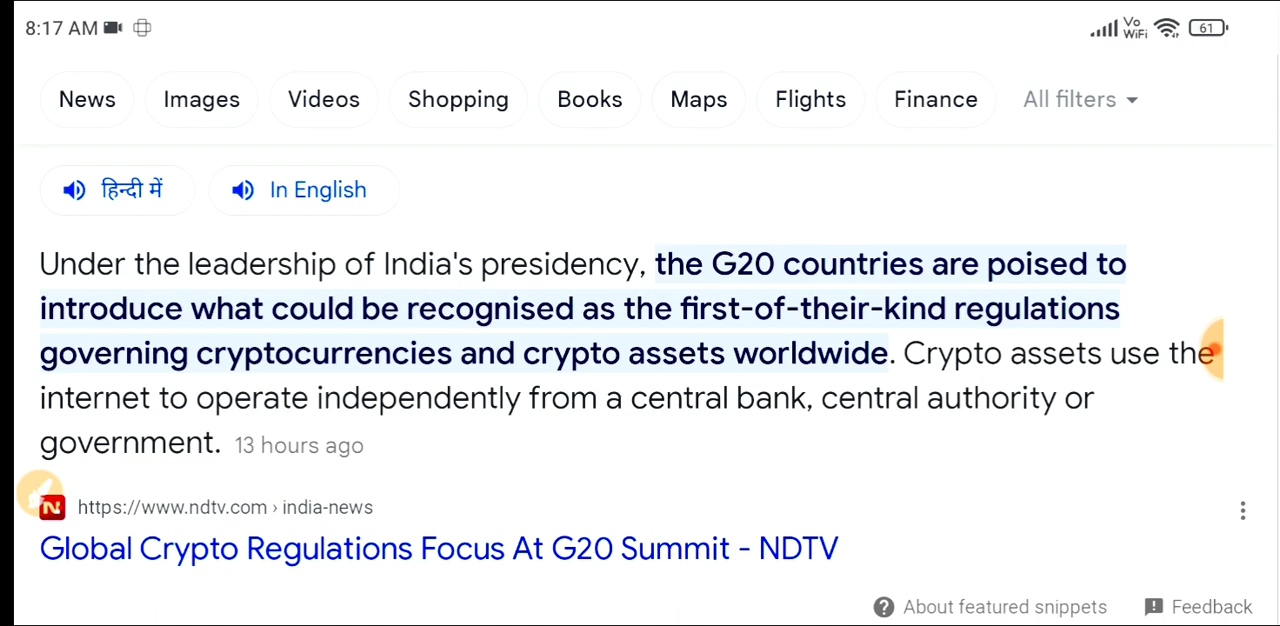 8:17 AM Vo WiFi 61
News Images Videos Shopping Books Maps Flights Finance All filters
हिन्दी में In English
Under the leadership of India's presidency, the G20 countries are poised to
introduce what could be recognised as the first-of-their-kind regulations
governing cryptocurrencies and crypto assets worldwide. Crypto assets use the
internet to operate independently from a central bank, central authority or
government. 13 hours ago
N https://www.ndtv.com › india-news
Global Crypto Regulations Focus At G20 Summit - NDTV
About featured snippets Feedback